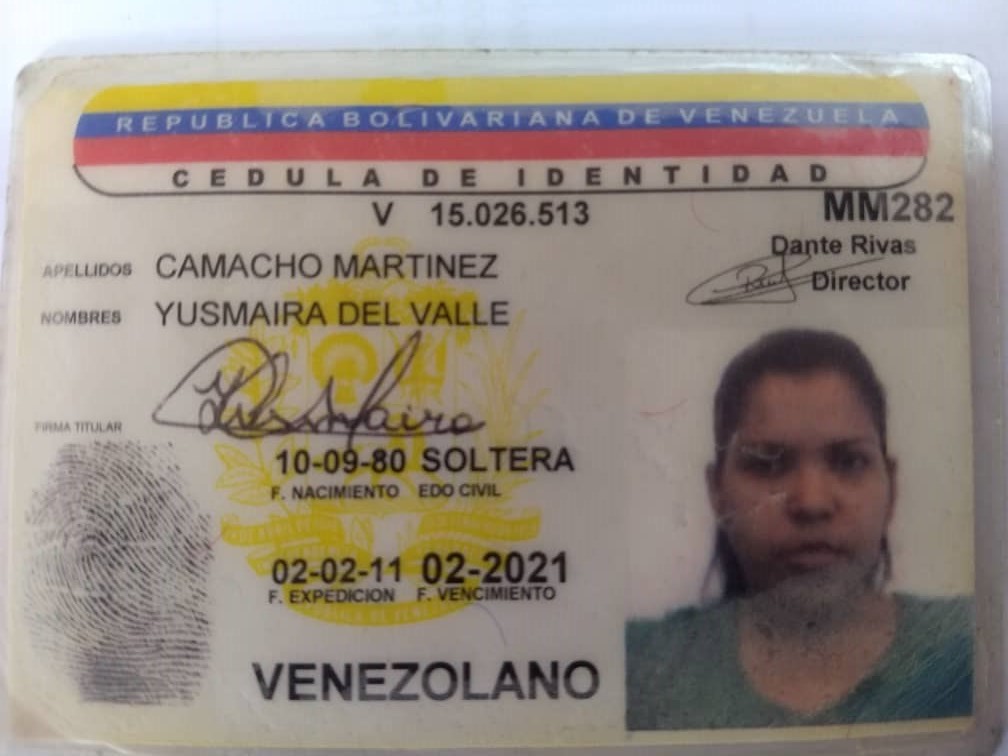 REPUBLICA BOLIVARIANA DE VENEZUELA
CEDULA DE IDENTIDAD
V 15.026.513 MM282
Dante Rivas
Director
APELLIDOS CAMACHO MARTINEZ
NOMBRES YUSMAIRA DEL VALLE
Yusmaira
FIRMA TITULAR
10-09-80 SOLTERA
F. NACIMIENTO EDO CIVIL
02-02-11 02-2021
F. EXPEDICION F. VENCIMIENTO
VENEZOLANO